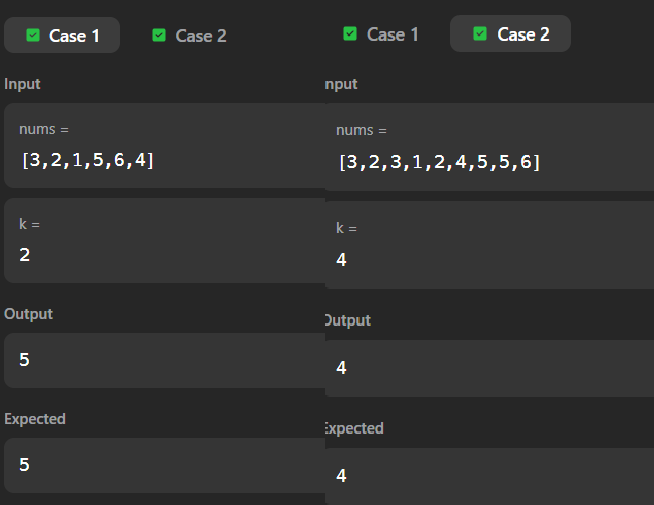 Case 1
Case 2
Input
nums =
[3,2,1,5,6,4]
k =
2
Output
5
Expected
5
Case 1
Case 2
nput
nums =
[3,2,3,1,2,4,5,5,6]
k =
4
Output
4
Expected
4